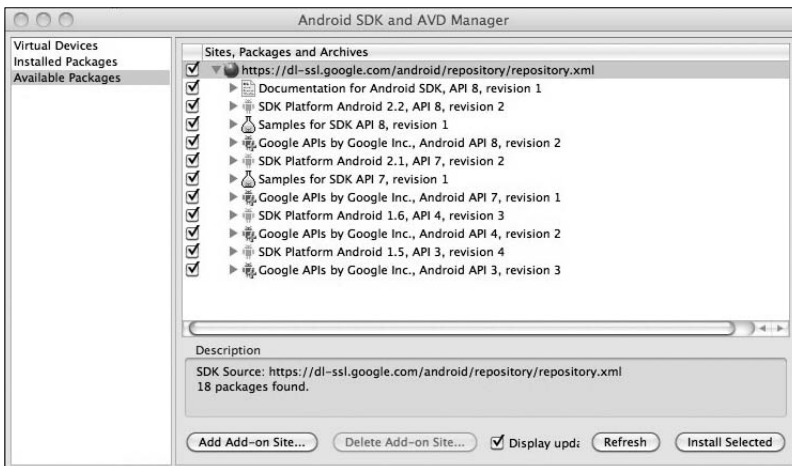 Android SDK and AVD Manager
Virtual Devices
Installed Packages
Available Packages
Sites, Packages and Archives
https://dl-ssl.google.com/android/repository/repository.xml
Documentation for Android SDK, API 8, revision 1
SDK Platform Android 2.2, API 8, revision 2
Samples for SDK API 8, revision 1
Google APIs by Google Inc., Android API 8, revision 2
SDK Platform Android 2.1, API 7, revision 2
Samples for SDK API 7, revision 1
Google APIs by Google Inc., Android API 7, revision 1
SDK Platform Android 1.6, API 4, revision 3
Google APIs by Google Inc., Android API 4, revision 2
SDK Platform Android 1.5, API 3, revision 4
Google APIs by Google Inc., Android API 3, revision 3
Description
SDK Source: https://dl-ssl.google.com/android/repository/repository.xml
18 packages found.
Add Add-on Site... Delete Add-on Site... Display upd Refresh Install Selected